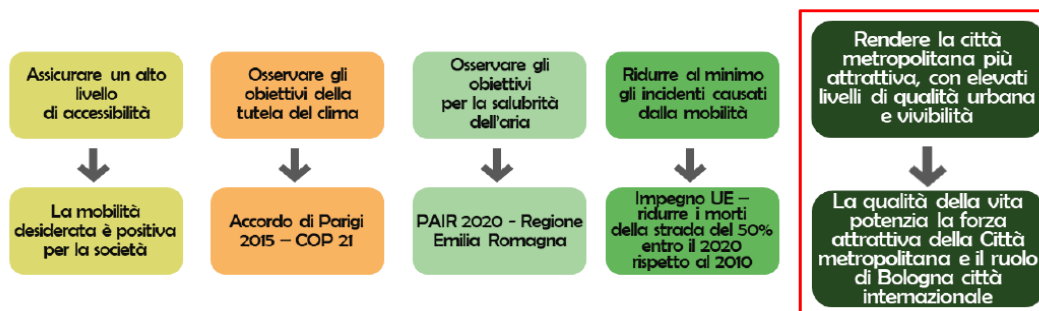 Assicurare un alto
livello
di accessibilità
Osservare gli
obiettivi della
tutela del clima
Osservare gli
obiettivi
per la salubrità
dell'aria
Ridurre al minimo
gli incidenti causati
dalla mobilità
Rendere la città
metropolitana più
attrattiva, con elevati
livelli di qualità urbana
e vivibilità
La mobilità
desiderata è positiva
per la società
Accordo di Parigi
2015 – COP 21
PAIR 2020 - Regione
Emilia Romagna
Impegno UE –
ridurre i morti
della strada del 50%
entro il 2020
rispetto al 2010
La qualità della vita
potenzia la forza
attrattiva della Città
metropolitana e il ruolo
di Bologna città
internazionale